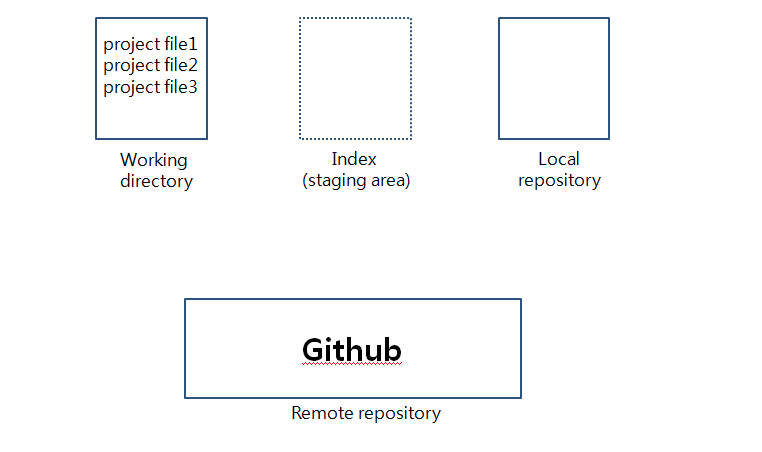 project file1
project file2
project file3
Working
directory
Index
(staging area)
Local
repository
Github
Remote repository